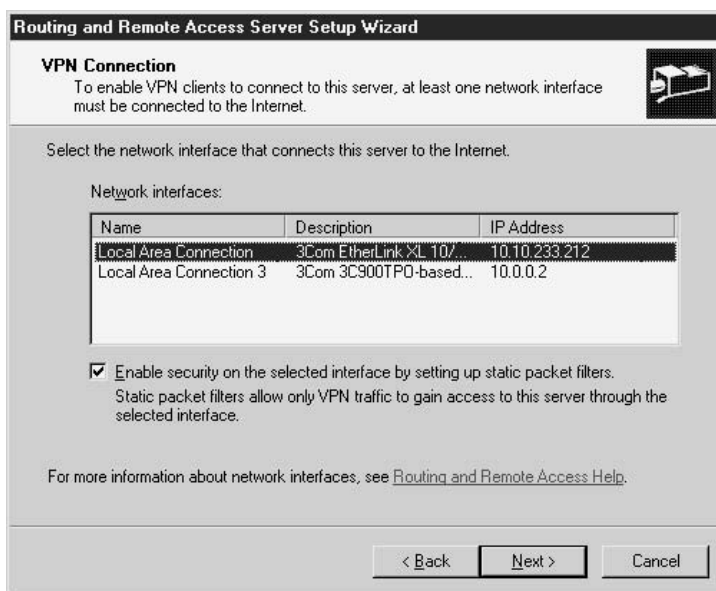 Routing and Remote Access Server Setup Wizard
VPN Connection
To enable VPN clients to connect to this server, at least one network interface
must be connected to the Internet.
Select the network interface that connects this server to the Internet.
Network interfaces:
Name Description IP Address
Local Area Connection 3Com EtherLink XL 10/... 10.10.233.212
Local Area Connection 3 3Com 3C900TPO-based... 10.0.0.2
Enable security on the selected interface by setting up static packet filters.
Static packet filters allow only VPN traffic to gain access to this server through the
selected interface.
For more information about network interfaces, see Routing and Remote Access Help.
< Back Next > Cancel